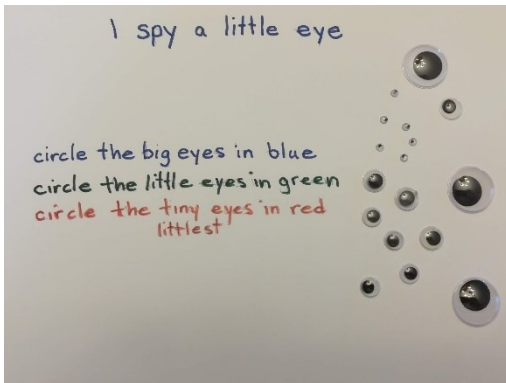 I spy a little eye
circle the big eyes in blue
circle the little eyes in green
circle the tiny eyes in red
littlest